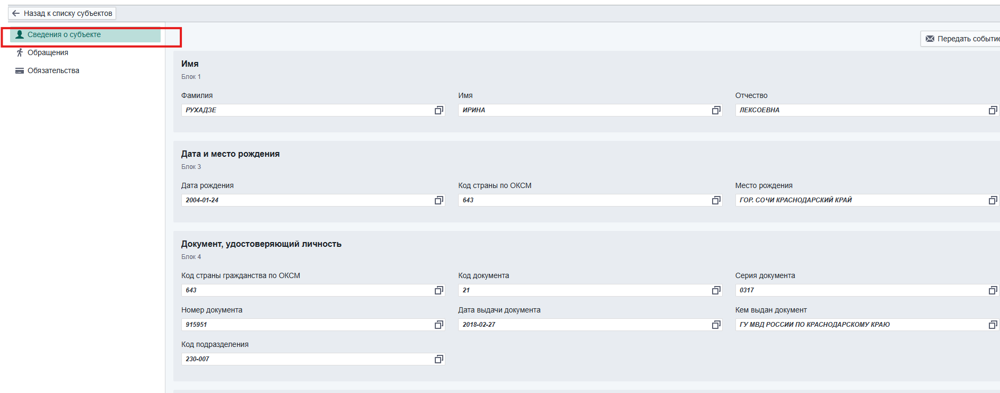 Назад к списку субъектов
Сведения о субъекте
Обращения
Обязательства
Передать событие
Имя
Блок 1
Фамилия Имя Отчество
РУХАДЗЕ ИРИНА ЛЕКСОЕВНА
Дата и место рождения
Блок 3
Дата рождения Код страны по ОКСМ Место рождения
2004-01-24 643 ГОР. СОЧИ КРАСНОДАРСКИЙ КРАЙ
Документ, удостоверяющий личность
Блок 4
Код страны гражданства по ОКСМ Код документа Серия документа
643 21 0317
Номер документа Дата выдачи документа Кем выдан документ
915951 2018-02-27 ГУ МВД РОССИИ ПО КРАСНОДАРСКОМУ КРАЮ
Код подразделения
230-007